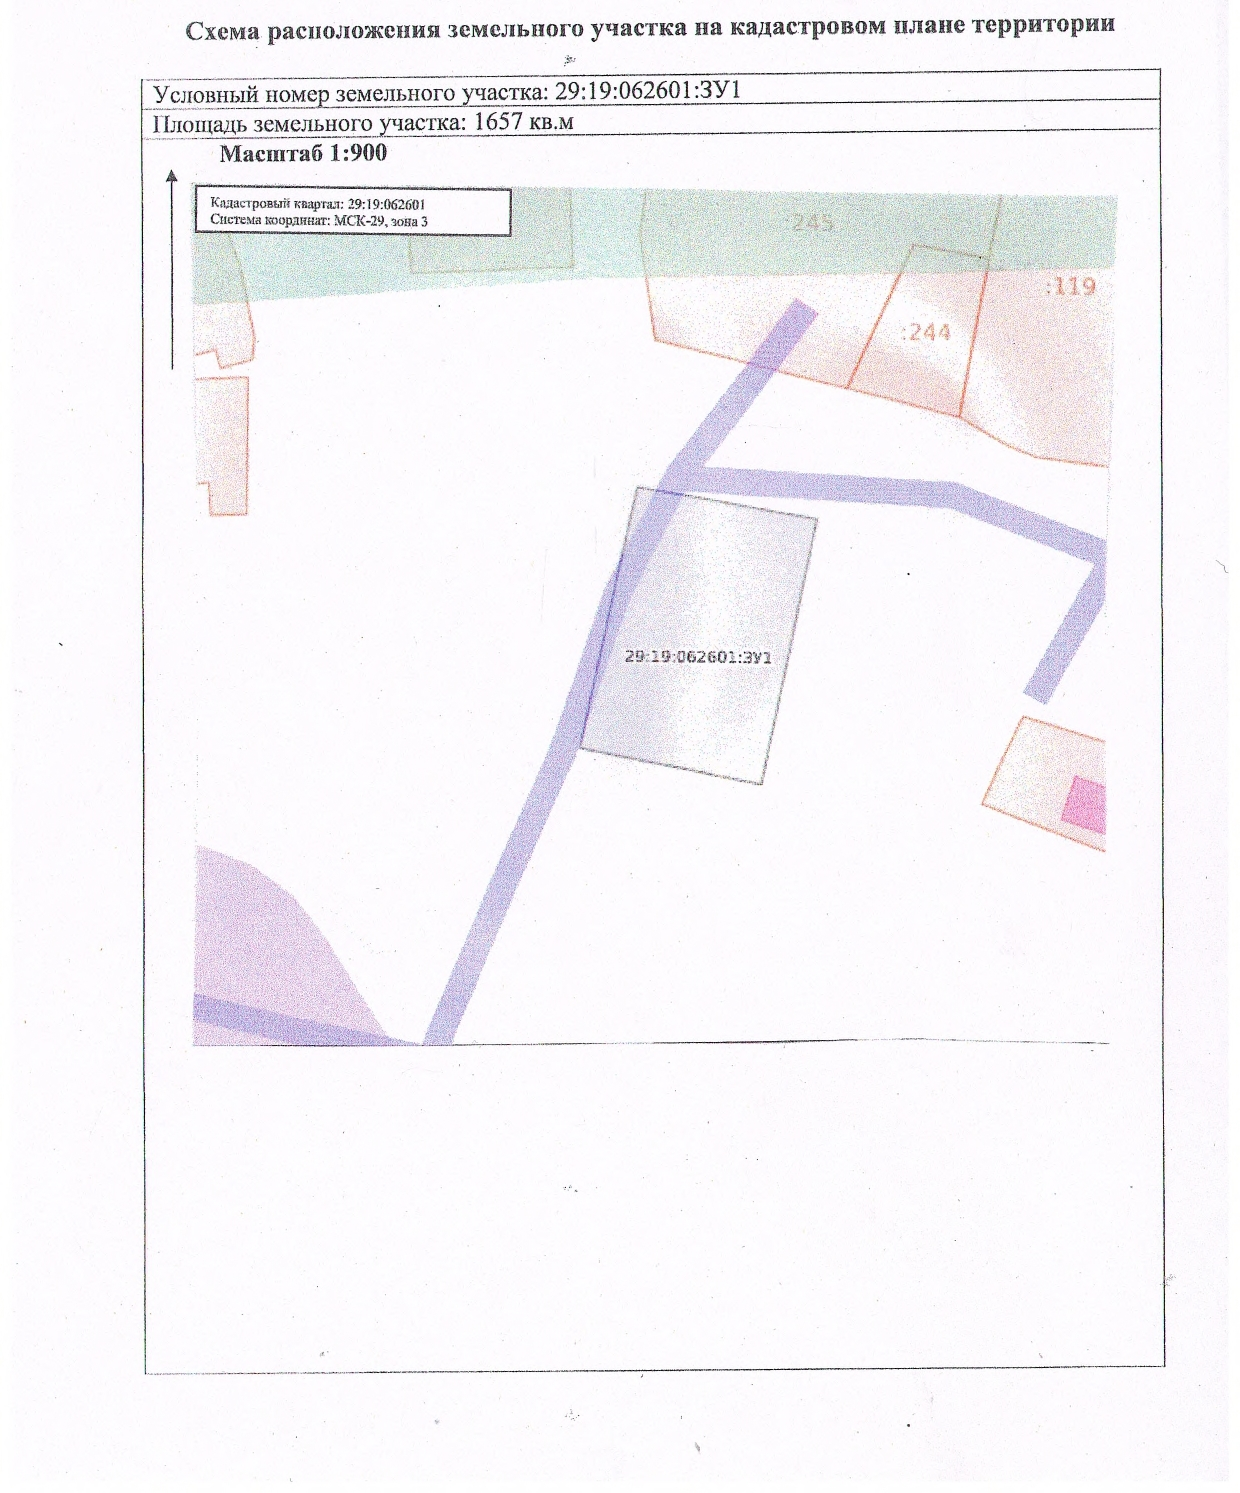 Схема расположения земельного участка на кадастровом плане территории
Условный номер земельного участка: 29:19:062601:ЗУ1
Площадь земельного участка: 1657 кв.м
Масштаб 1:900
Кадастровый квартал: 29:19:062601
Система координат: МСК-29, зона 3
:245
:119
:244
29:19:062601:ЗУ1